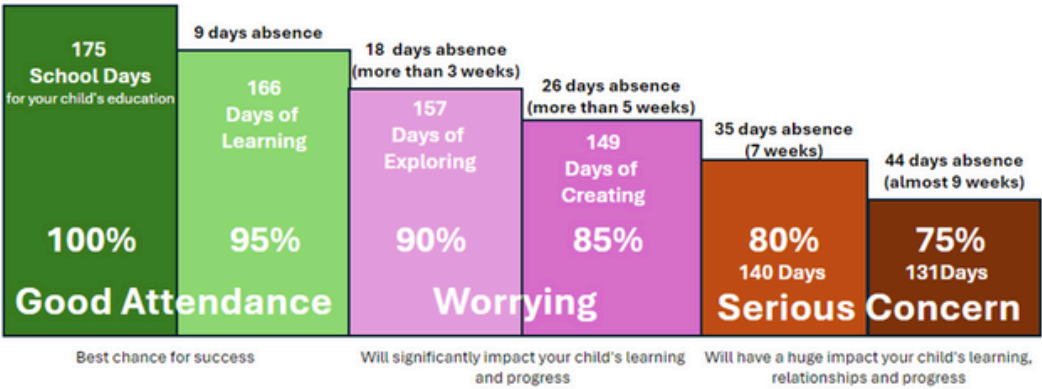 175
School Days
for your child's education
100%
9 days absence
166
Days of
Learning
95%
Good Attendance
Best chance for success
18 days absence
(more than 3 weeks)
157
Days of
Exploring
90%
26 days absence
(more than 5 weeks)
149
Days of
Creating
85%
Worrying
Will significantly impact your child's learning
and progress
35 days absence
(7 weeks)
80%
140 Days
44 days absence
(almost 9 weeks)
75%
131Days
Serious Concern
Will have a huge impact your child's learning,
relationships and progress